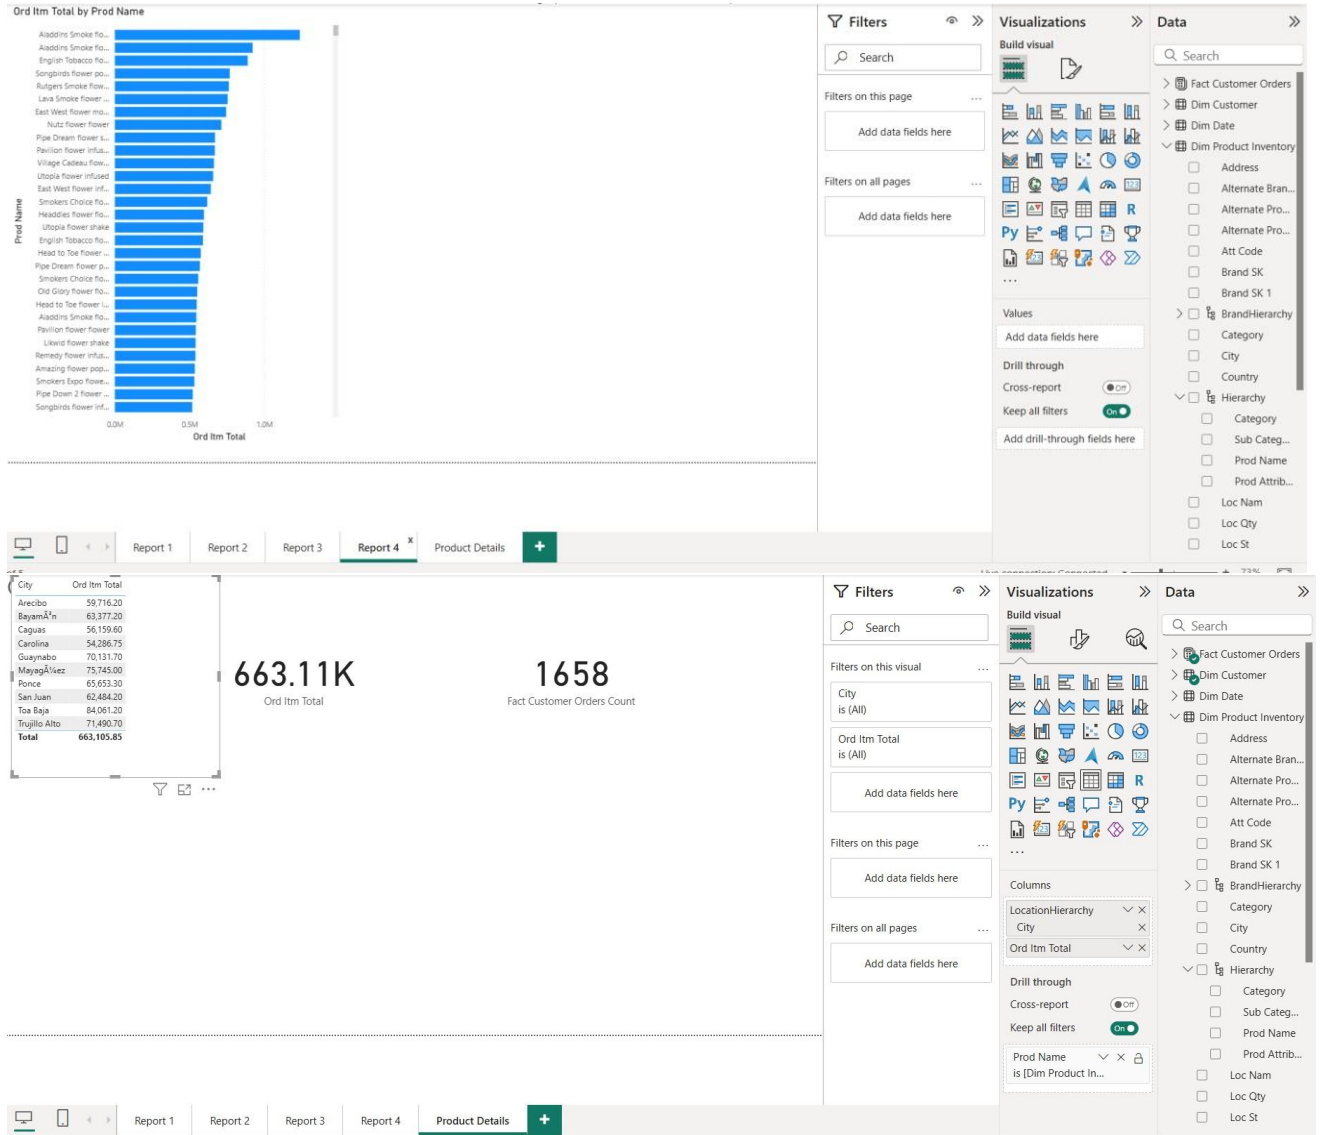 Ord Itm Total by Prod Name
Aladdins Smoke flo...
Aladdins Smoke flo...
English Tobacco flo...
Songbirds flower po...
Rutgers Smoke flow...
Lava Smoke flower ...
East West flower mo...
Nutz flower flower
Pipe Dream flower s...
Pavilion flower infus...
Village Cadeau flow...
Utopia flower infused
East West flower inf...
Smokers Choice flo...
Headdies flower flo...
Utopia flower shake
English Tobacco flo...
Head to Toe flower ...
Pipe Dream flower p...
Smokers Choice flo...
Old Glory flower flo...
Head to Toe flower i...
Aladdins Smoke flo...
Pavilion flower flower
Likwid flower shake
Remedy flower infus...
Amazing flower pop...
Smokers Expo flowe...
Pipe Down 2 flower ...
Songbirds flower inf...
Prod Name
0.0M 0.5M 1.0M
Ord Itm Total
Filters
Search
Filters on this page ...
Add data fields here
Filters on all pages ...
Add data fields here
Visualizations
Build visual
123
R
Py
...
Values
Add data fields here
Drill through
Cross-report Off
Keep all filters On
Add drill-through fields here
Data
Search
Fact Customer Orders
Dim Customer
Dim Date
Dim Product Inventory
Address
Alternate Bran...
Alternate Pro...
Alternate Pro...
Att Code
Brand SK
Brand SK 1
BrandHierarchy
Category
City
Country
Hierarchy
Category
Sub Categ...
Prod Name
Prod Attrib...
Loc Nam
Loc Qty
Loc St
Report 1 Report 2 Report 3 Report 4 x Product Details +
Live connection: Connected - + 73%
City Ord Itm Total
Arecibo 59,716.20
BayamÃ³n 63,377.20
Caguas 56,159.60
Carolina 54,286.75
Guaynabo 70,131.70
MayagÃ¼ez 75,745.00
Ponce 65,653.30
San Juan 62,484.20
Toa Baja 84,061.20
Trujillo Alto 71,490.70
Total 663,105.85
...
663.11K
Ord Itm Total
1658
Fact Customer Orders Count
Filters
Search
Filters on this visual ...
City
is (All)
Ord Itm Total
is (All)
Add data fields here
Filters on this page ...
Add data fields here
Filters on all pages ...
Add data fields here
Visualizations
Build visual
123
R
Py
...
Columns
LocationHierarchy
City
Ord Itm Total
Drill through
Cross-report Off
Keep all filters On
Prod Name
is [Dim Product In...
Data
Search
Fact Customer Orders
Dim Customer
Dim Date
Dim Product Inventory
Address
Alternate Bran...
Alternate Pro...
Alternate Pro...
Att Code
Brand SK
Brand SK 1
BrandHierarchy
Category
City
Country
Hierarchy
Category
Sub Categ...
Prod Name
Prod Attrib...
Loc Nam
Loc Qty
Loc St
Report 1 Report 2 Report 3 Report 4 Product Details +